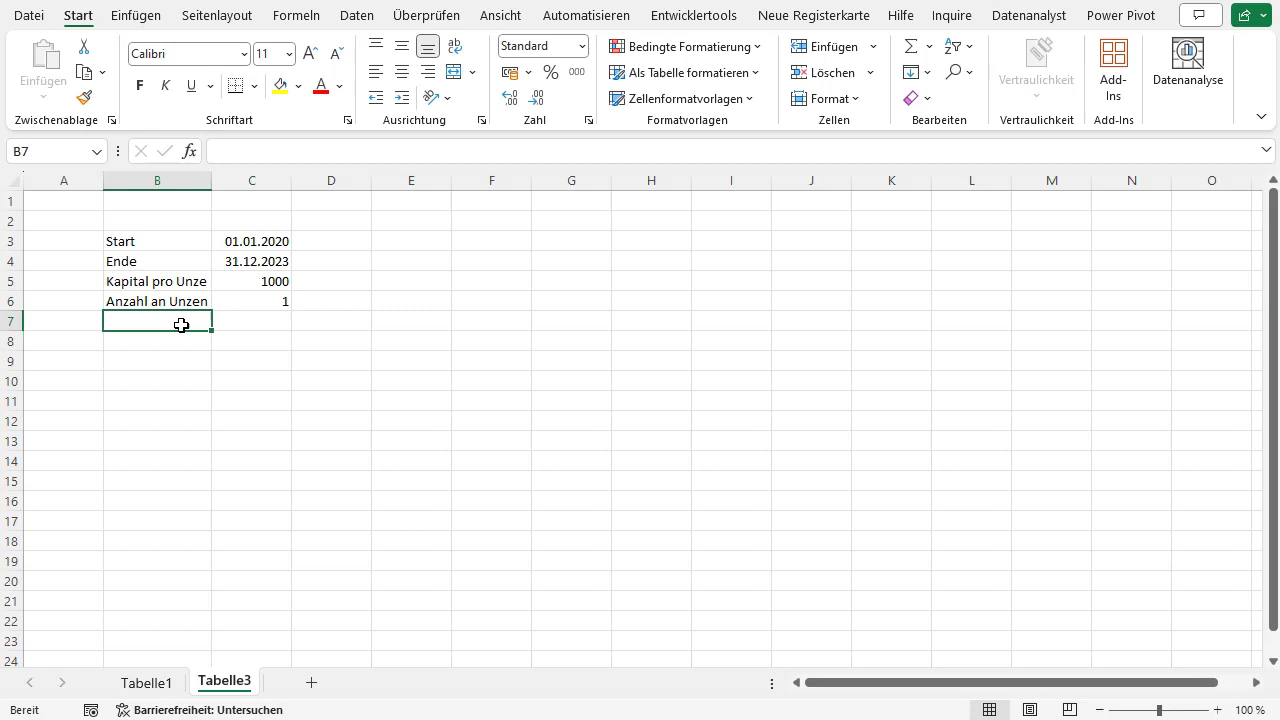 Datei Start Einfügen Seitenlayout Formeln Daten Überprüfen Ansicht Automatisieren Entwicklertools Neue Registerkarte Hilfe Inquire Datenanalyst Power Pivot
Calibri 11 Standard Bedingte Formatierung Einfügen
Einfügen F K U Als Tabelle formatieren Löschen Vertraulichkeit Add-Ins Datenanalyse
Zellenformatvorlagen Format
Zwischenablage Schriftart Ausrichtung Zahl Formatvorlagen Zellen Bearbeiten Vertraulichkeit Add-Ins
B7 fx
A B C D E F G H I J K L M N O
1
2
3 Start 01.01.2020
4 Ende 31.12.2023
5 Kapital pro Unze 1000
6 Anzahl an Unzen 1
7
8
9
10
11
12
13
14
15
16
17
18
19
20
21
22
23
24
Tabelle1 Tabelle3
Bereit Barrierefreiheit: Untersuchen 100 %